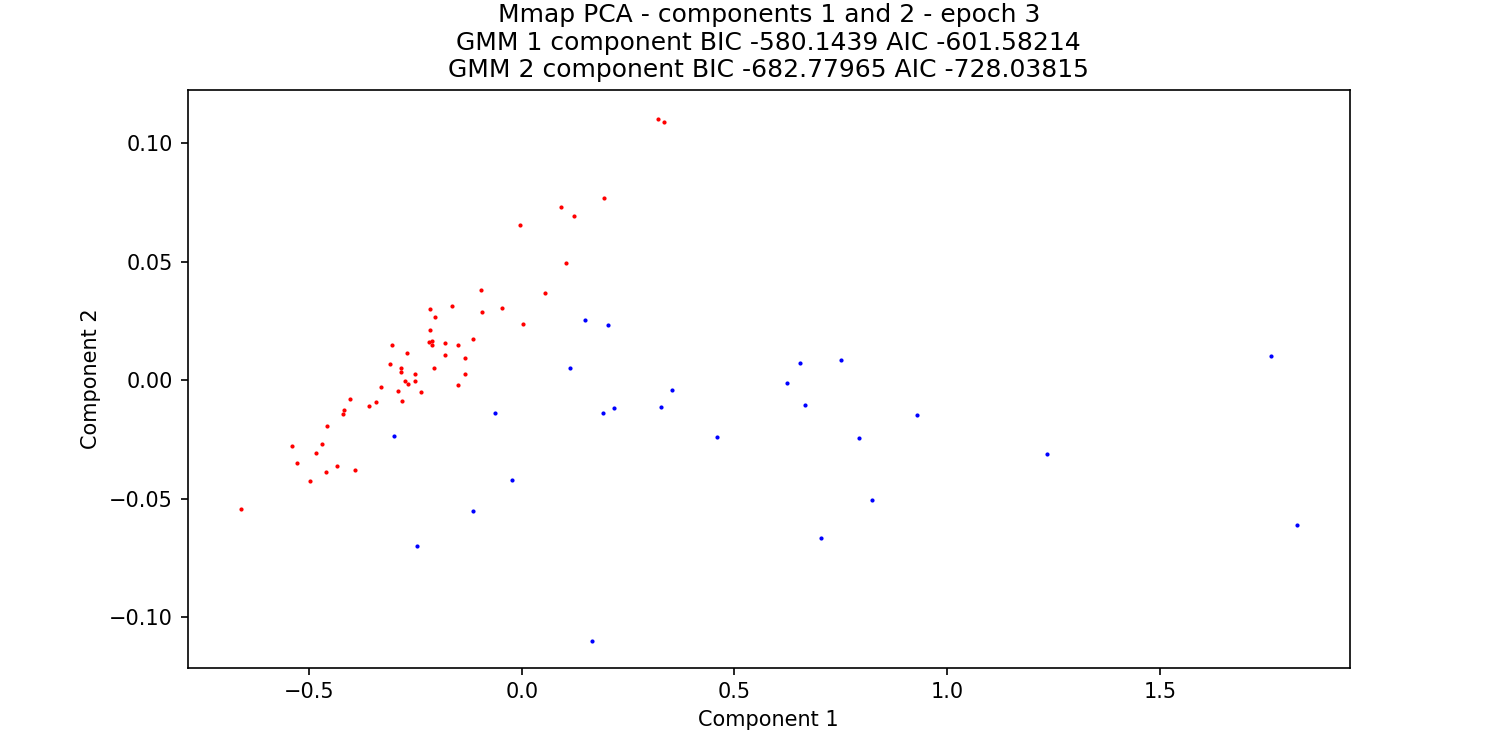 Mmap PCA - components 1 and 2 - epoch 3
GMM 1 component BIC -580.1439 AIC -601.58214
GMM 2 component BIC -682.77965 AIC -728.03815
0.10
0.05
0.00
−0.05
−0.10
Component 2
−0.5
0.0
0.5
1.0
1.5
Component 1